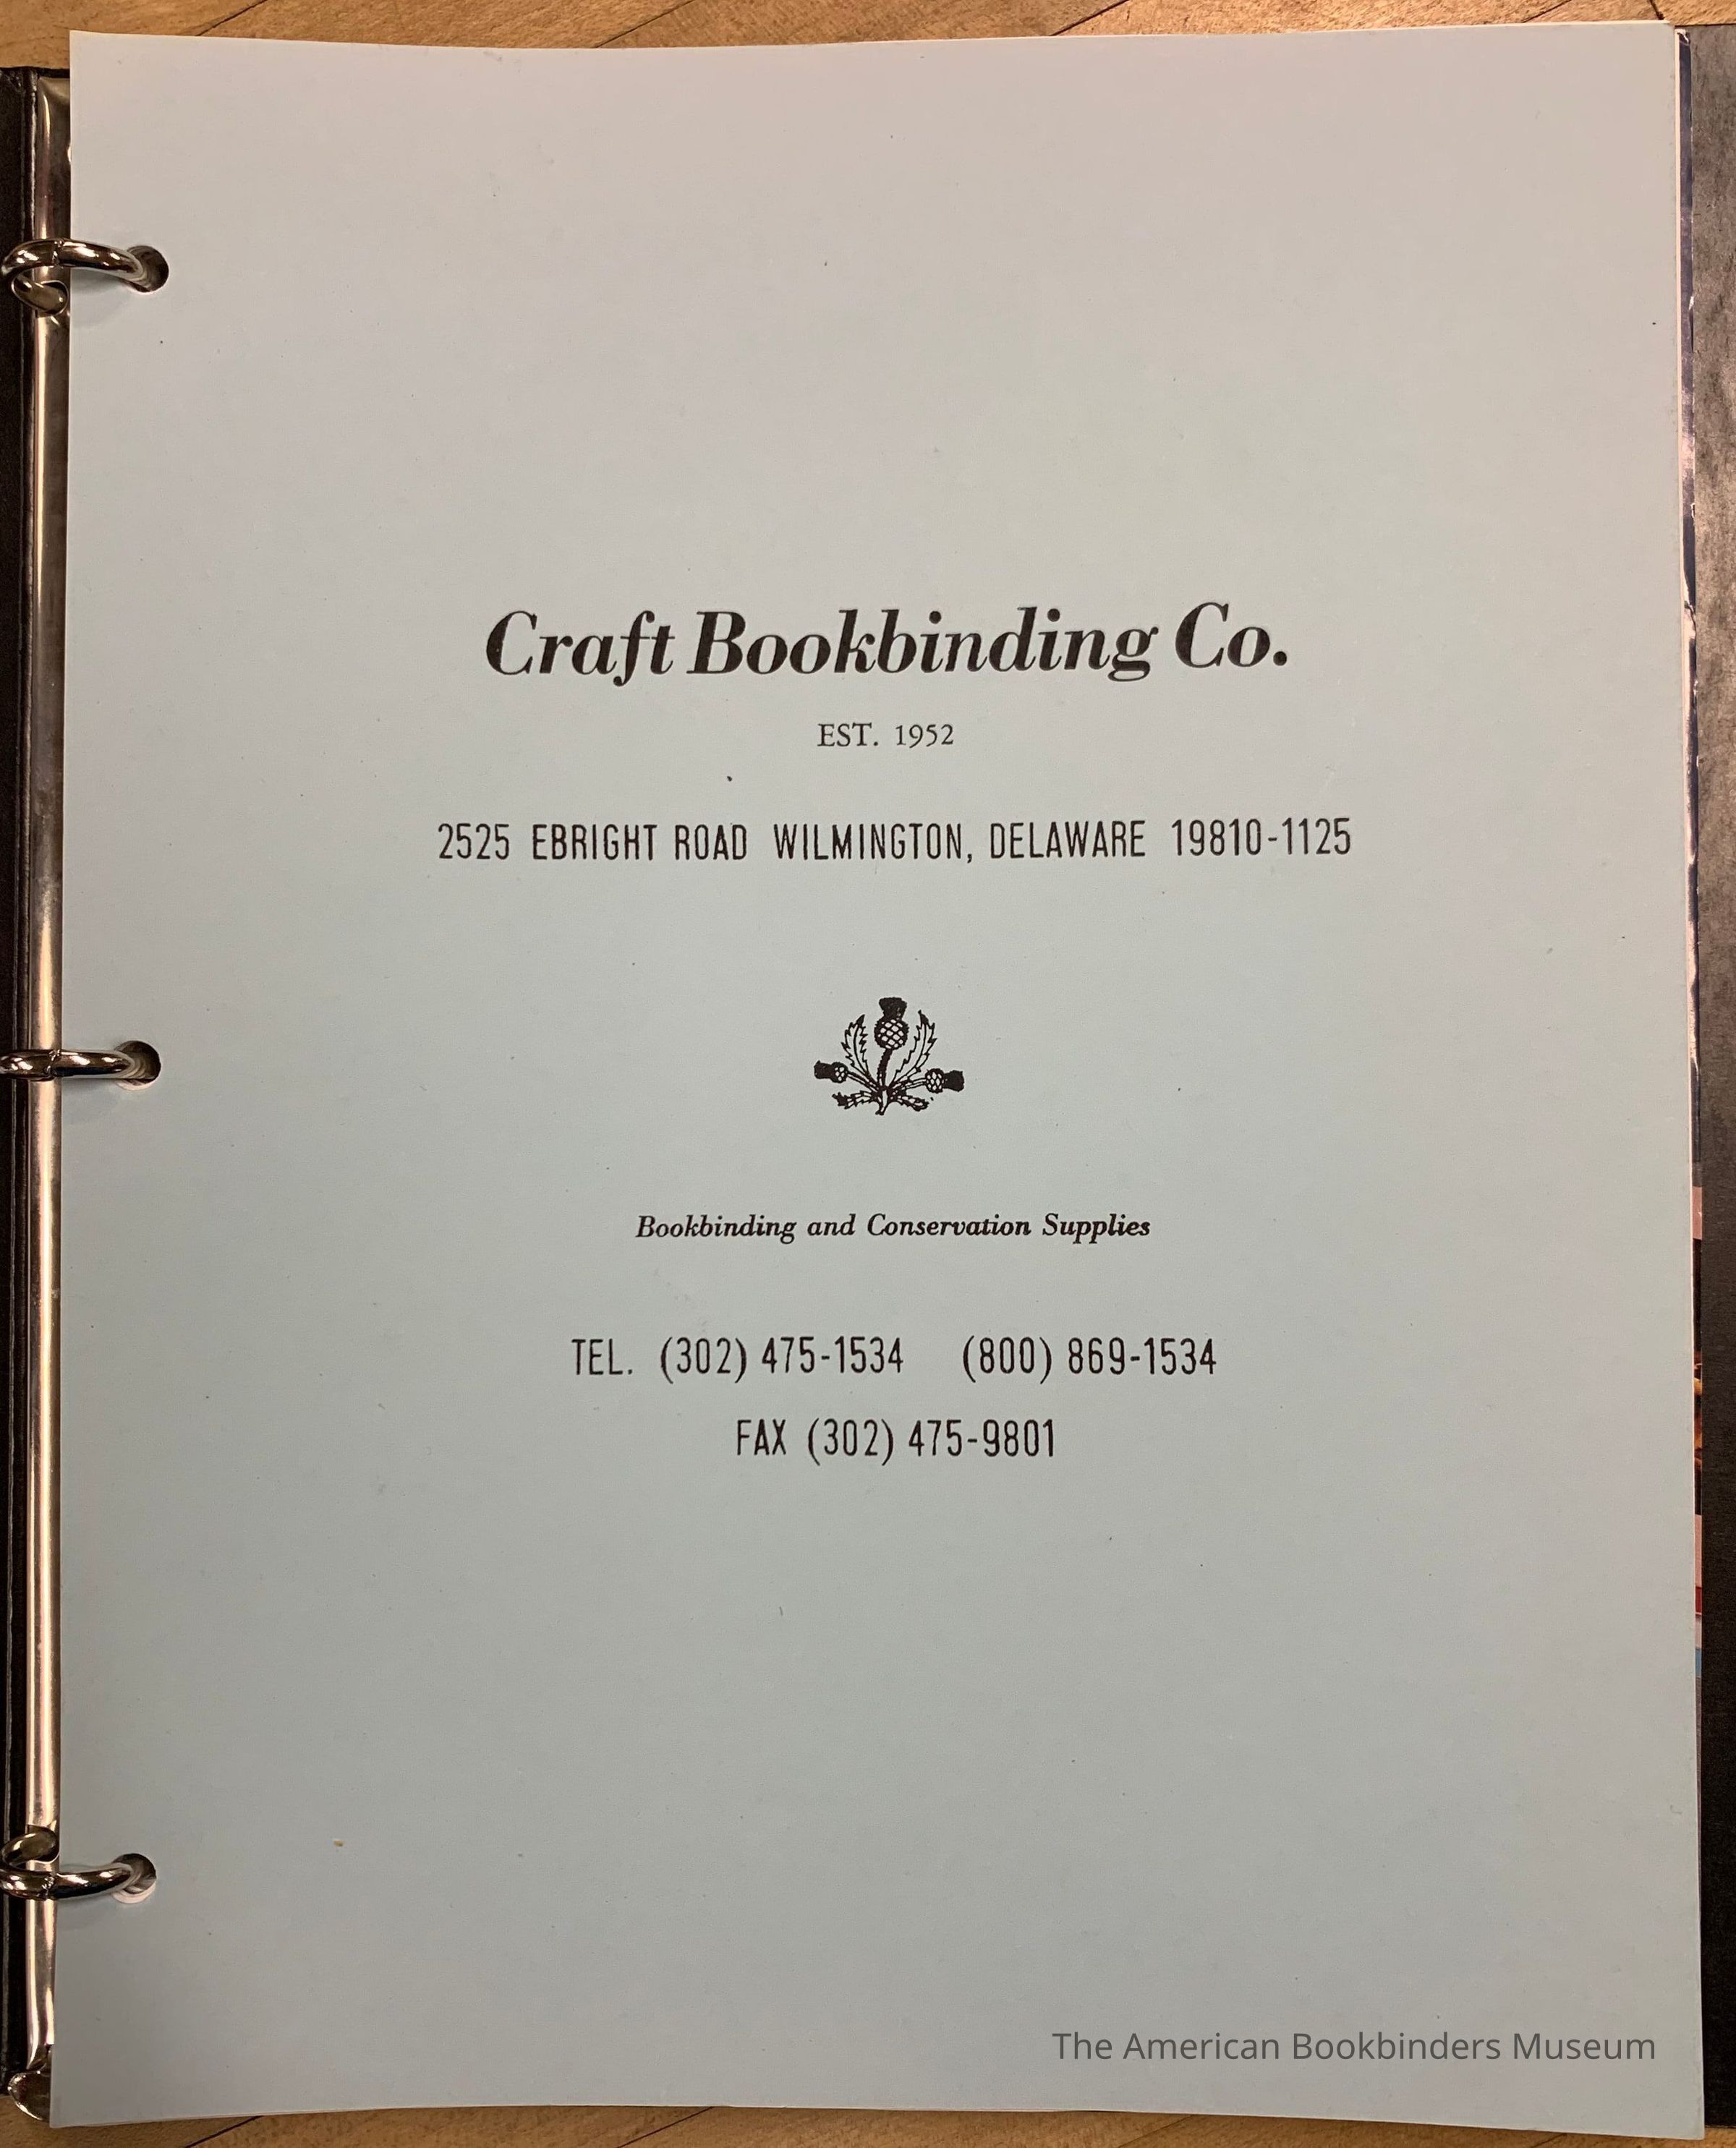 Craft Bookbinding Co.
EST. 1952
2525 EBRIGHT ROAD WILMINGTON, DELAWARE 19810-1125
Bookbinding and Conservation Supplies
TEL. (302) 475-1534 (800) 869-1534
FAX (302) 475-9801
The American Bookbinders Museum